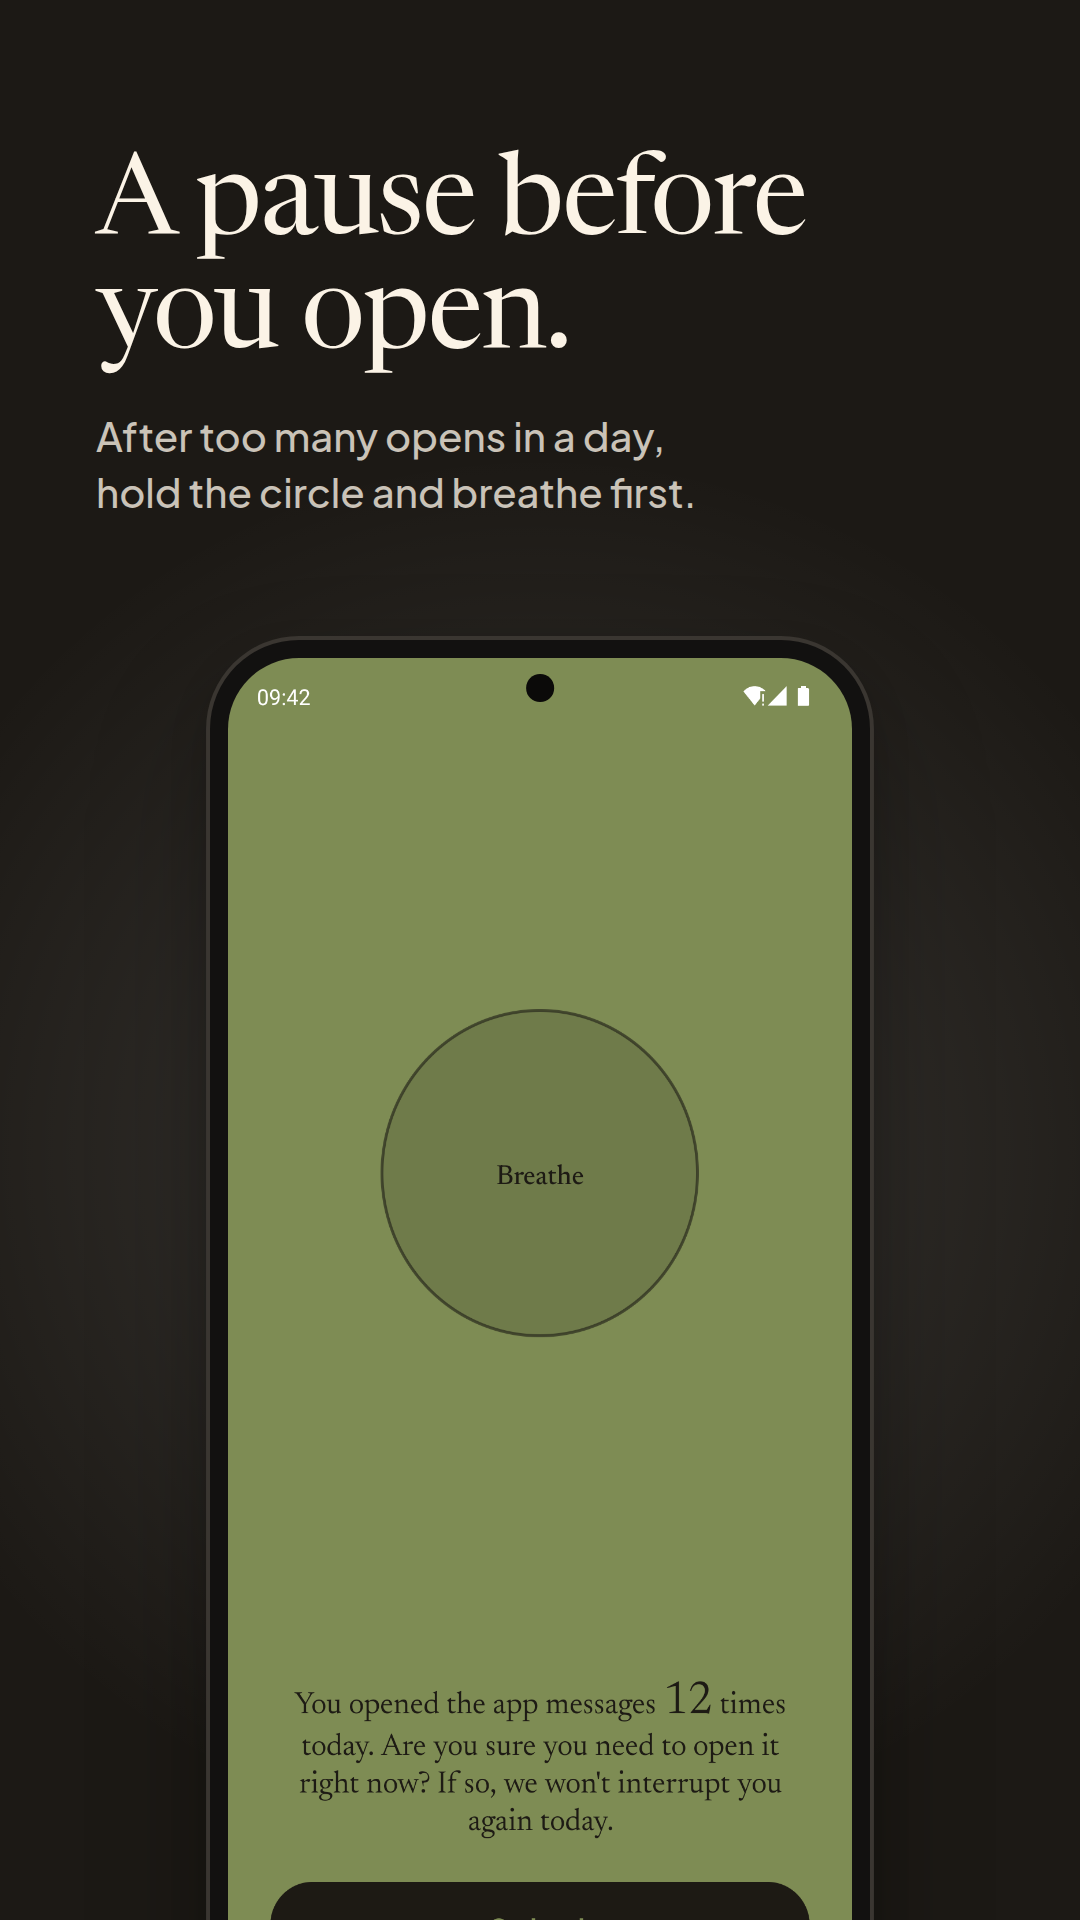 A pause before
you open.
After too many opens in a day,
hold the circle and breathe first.
09:42
Breathe
You opened the app messages 12 times
today. Are you sure you need to open it
right now? If so, we won't interrupt you
again today.